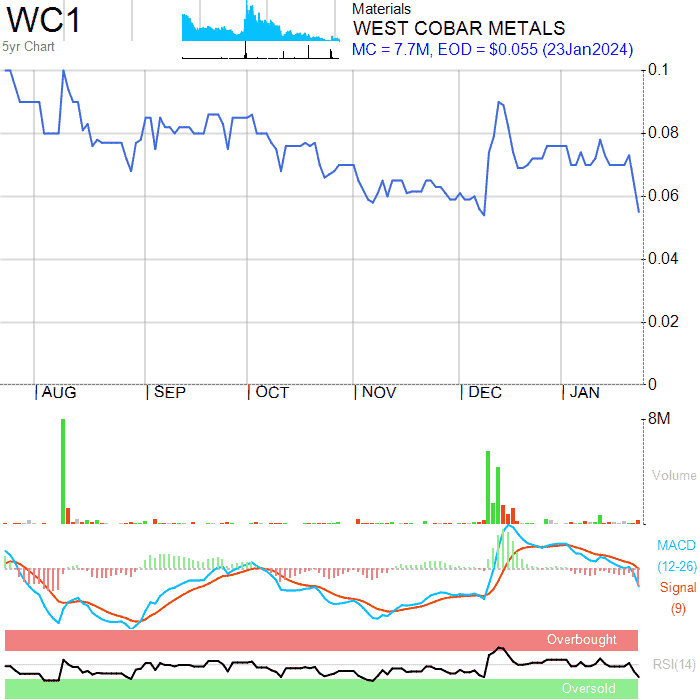 WC1
5yr Chart
Materials
WEST COBAR METALS
MC = 7.7M, EOD = $0.055 (23Jan2024)
0.1
0.08
0.06
0.04
0.02
0
AUG SEP OCT NOV DEC JAN
8M
Volume
MACD
(12-26)
Signal
(9)
Overbought
RSI(14)
Oversold